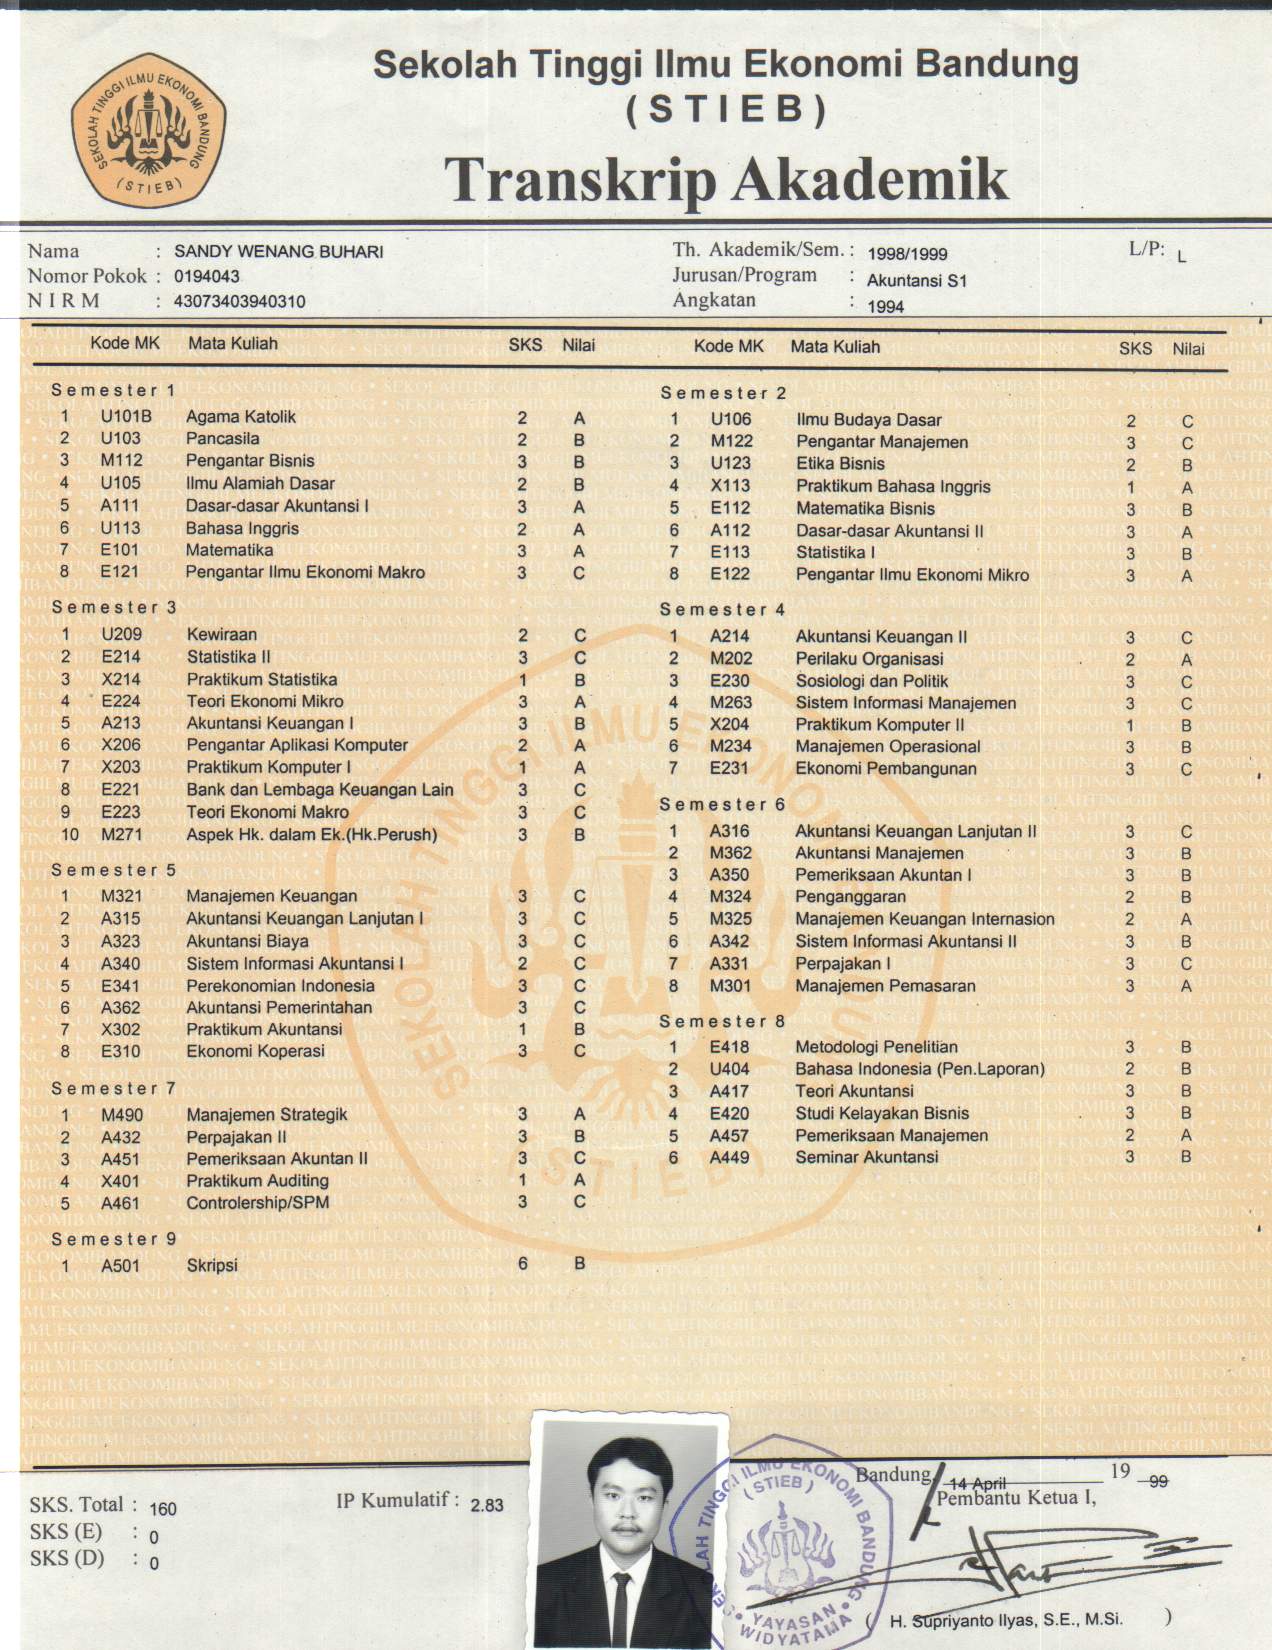 Sekolah Tinggi Ilmu Ekonomi Bandung
( S T I E B )
Transkrip Akademik
SEKOLAH TINGGI ILMU EKONOMI BANDUNG
( STIEB )
Nama : SANDY WENANG BUHARI
Nomor Pokok : 0194043
N I R M : 43073403940310
Th. Akademik/Sem. : 1998/1999
Jurusan/Program : Akuntansi S1
Angkatan : 1994
L/P: L
Kode MK Mata Kuliah SKS Nilai
Semester 1
1 U101B Agama Katolik 2 A
2 U103 Pancasila 2 B
3 M112 Pengantar Bisnis 3 B
4 U105 Ilmu Alamiah Dasar 2 B
5 A111 Dasar-dasar Akuntansi I 3 A
6 U113 Bahasa Inggris 2 A
7 E101 Matematika 3 A
8 E121 Pengantar Ilmu Ekonomi Makro 3 C
Semester 3
1 U209 Kewiraan 2 C
2 E214 Statistika II 3 C
3 X214 Praktikum Statistika 1 B
4 E224 Teori Ekonomi Mikro 3 A
5 A213 Akuntansi Keuangan I 3 B
6 X206 Pengantar Aplikasi Komputer 2 A
7 X203 Praktikum Komputer I 1 A
8 E221 Bank dan Lembaga Keuangan Lain 3 C
9 E223 Teori Ekonomi Makro 3 C
10 M271 Aspek Hk. dalam Ek.(Hk.Perush) 3 B
Semester 5
1 M321 Manajemen Keuangan 3 C
2 A315 Akuntansi Keuangan Lanjutan I 3 C
3 A323 Akuntansi Biaya 3 C
4 A340 Sistem Informasi Akuntansi I 2 C
5 E341 Perekonomian Indonesia 3 C
6 A362 Akuntansi Pemerintahan 3 C
7 X302 Praktikum Akuntansi 1 B
8 E310 Ekonomi Koperasi 3 C
Semester 7
1 M490 Manajemen Strategik 3 A
2 A432 Perpajakan II 3 B
3 A451 Pemeriksaan Akuntan II 3 C
4 X401 Praktikum Auditing 1 A
5 A461 Controlership/SPM 3 C
Semester 9
1 A501 Skripsi 6 B
Kode MK Mata Kuliah SKS Nilai
Semester 2
1 U106 Ilmu Budaya Dasar 2 C
2 M122 Pengantar Manajemen 3 C
3 U123 Etika Bisnis 2 B
4 X113 Praktikum Bahasa Inggris 1 A
5 E112 Matematika Bisnis 3 B
6 A112 Dasar-dasar Akuntansi II 3 A
7 E113 Statistika I 3 B
8 E122 Pengantar Ilmu Ekonomi Mikro 3 A
Semester 4
1 A214 Akuntansi Keuangan II 3 C
2 M202 Perilaku Organisasi 2 A
3 E230 Sosiologi dan Politik 3 C
4 M263 Sistem Informasi Manajemen 3 C
5 X204 Praktikum Komputer II 1 B
6 M234 Manajemen Operasional 3 B
7 E231 Ekonomi Pembangunan 3 C
Semester 6
1 A316 Akuntansi Keuangan Lanjutan II 3 C
2 M362 Akuntansi Manajemen 3 B
3 A350 Pemeriksaan Akuntan I 3 B
4 M324 Penganggaran 2 B
5 M325 Manajemen Keuangan Internasion 2 A
6 A342 Sistem Informasi Akuntansi II 3 B
7 A331 Perpajakan I 3 C
8 M301 Manajemen Pemasaran 3 A
Semester 8
1 E418 Metodologi Penelitian 3 B
2 U404 Bahasa Indonesia (Pen.Laporan) 2 B
3 A417 Teori Akuntansi 3 B
4 E420 Studi Kelayakan Bisnis 3 B
5 A457 Pemeriksaan Manajemen 2 A
6 A449 Seminar Akuntansi 3 B
SKS. Total : 160
SKS (E) : 0
SKS (D) : 0
IP Kumulatif : 2.83
Bandung, 14 April 19 99
Pembantu Ketua I,
( H. Supriyanto Ilyas, S.E., M.Si. )
ILMU EKONOMI BANDUNG
( STIEB )
YAYASAN
WIDYATAMA